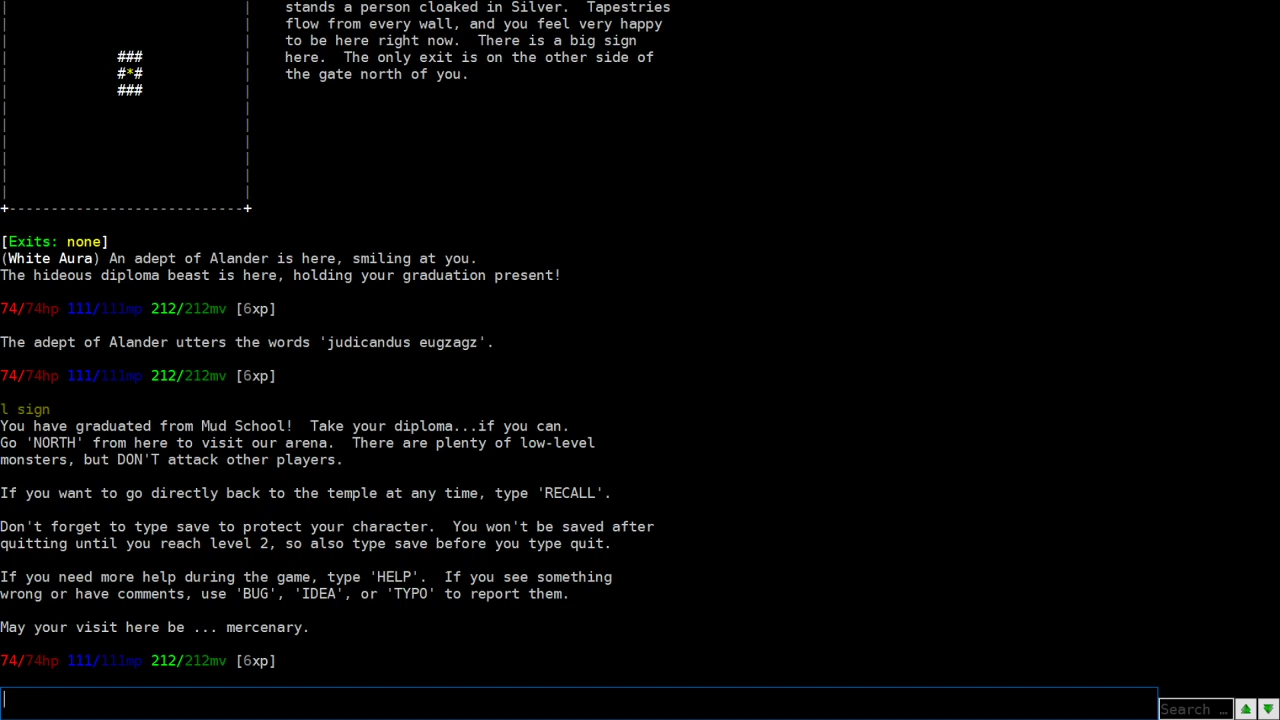 stands a person cloaked in Silver.  Tapestries
flow from every wall, and you feel very happy
to be here right now.  There is a big sign
###     here.  The only exit is on the other side of
#*#     the gate north of you.
###
+----------------------------+
[Exits: none]
(White Aura) An adept of Alander is here, smiling at you.
The hideous diploma beast is here, holding your graduation present!
74/74hp 111/111mp 212/212mv [6xp]
The adept of Alander utters the words 'judicandus eugzagz'.
74/74hp 111/111mp 212/212mv [6xp]
l sign
You have graduated from Mud School!  Take your diploma...if you can.
Go 'NORTH' from here to visit our arena.  There are plenty of low-level
monsters, but DON'T attack other players.
If you want to go directly back to the temple at any time, type 'RECALL'.
Don't forget to type save to protect your character.  You won't be saved after
quitting until you reach level 2, so also type save before you type quit.
If you need more help during the game, type 'HELP'.  If you see something
wrong or have comments, use 'BUG', 'IDEA', or 'TYPO' to report them.
May your visit here be ... mercenary.
74/74hp 111/111mp 212/212mv [6xp]
Search ...